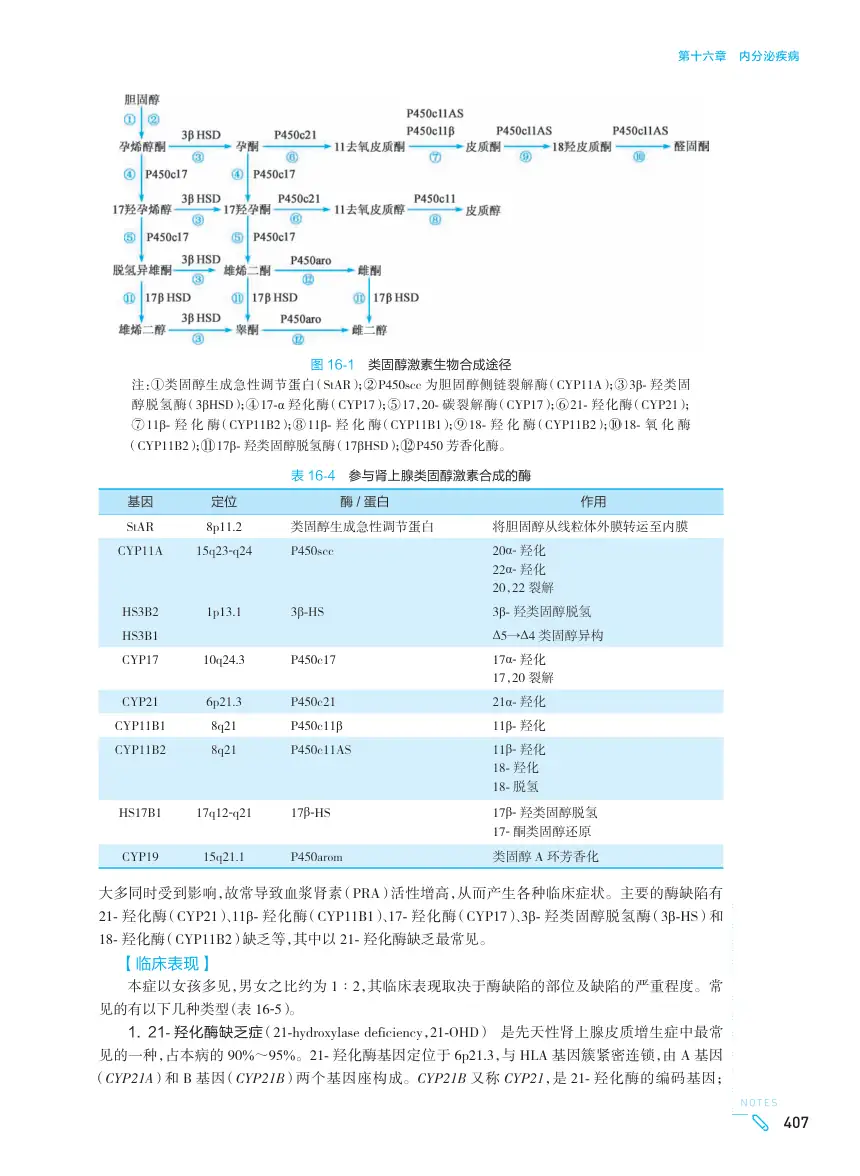 第十六章 内分泌疾病
胆固醇
① ②
P450c11AS
3β HSD P450c21 P450c11β P450c11AS P450c11AS
孕烯醇酮 孕酮 11去氧皮质酮 皮质酮 18羟皮质酮 醛固酮
③ ⑥ ⑦ ⑨ ⑩
④ P450c17 ④ P450c17
3β HSD P450c21 P450c11
17羟孕烯醇 17羟孕酮 11去氧皮质醇 皮质醇
③ ⑥ ⑧
⑤ P450c17 ⑤ P450c17
3β HSD P450aro
脱氢异雄酮 雄烯二酮 雌酮
③ ⑫
⑪ 17β HSD ⑪ 17β HSD ⑪ 17β HSD
3β HSD P450aro
雄烯二醇 睾酮 雌二醇
③ ⑫
图 16-1 类固醇激素生物合成途径
注:①类固醇生成急性调节蛋白(StAR);②P450scc 为胆固醇侧链裂解酶(CYP11A);③3β- 羟类固
醇脱氢酶(3βHSD);④17-α 羟化酶(CYP17);⑤17,20- 碳裂解酶(CYP17);⑥21- 羟化酶(CYP21);
⑦11β- 羟化酶(CYP11B2);⑧11β- 羟化酶(CYP11B1);⑨18- 羟化酶(CYP11B2);⑩18- 氧化酶
(CYP11B2);⑪17β- 羟类固醇脱氢酶(17βHSD);⑫P450 芳香化酶。
表 16-4 参与肾上腺类固醇激素合成的酶
基因 定位 酶 / 蛋白 作用
StAR 8p11.2 类固醇生成急性调节蛋白 将胆固醇从线粒体外膜转运至内膜
CYP11A 15q23-q24 P450scc 20α- 羟化
22α- 羟化
20,22 裂解
HS3B2 1p13.1 3β-HS 3β- 羟类固醇脱氢
HS3B1 Δ5→Δ4 类固醇异构
CYP17 10q24.3 P450c17 17α- 羟化
17,20 裂解
CYP21 6p21.3 P450c21 21α- 羟化
CYP11B1 8q21 P450c11β 11β- 羟化
CYP11B2 8q21 P450c11AS 11β- 羟化
18- 羟化
18- 脱氢
HS17B1 17q12-q21 17β-HS 17β- 羟类固醇脱氢
17- 酮类固醇还原
CYP19 15q21.1 P450arom 类固醇 A 环芳香化
大多同时受到影响,故常导致血浆肾素(PRA)活性增高,从而产生各种临床症状。主要的酶缺陷有
21- 羟化酶(CYP21)、11β- 羟化酶(CYP11B1)、17- 羟化酶(CYP17)、3β- 羟类固醇脱氢酶(3β-HS)和
18- 羟化酶(CYP11B2)缺乏等,其中以 21- 羟化酶缺乏最常见。
【临床表现】
本症以女孩多见,男女之比约为 1∶2,其临床表现取决于酶缺陷的部位及缺陷的严重程度。常
见的有以下几种类型(表 16-5)。
1. 21- 羟化酶缺乏症(21-hydroxylase deficiency,21-OHD) 是先天性肾上腺皮质增生症中最常
见的一种,占本病的 90%～95%。21- 羟化酶基因定位于 6p21.3,与 HLA 基因簇紧密连锁,由 A 基因
(CYP21A)和 B 基因(CYP21B)两个基因座构成。CYP21B 又称 CYP21,是 21- 羟化酶的编码基因;
NOTES
407